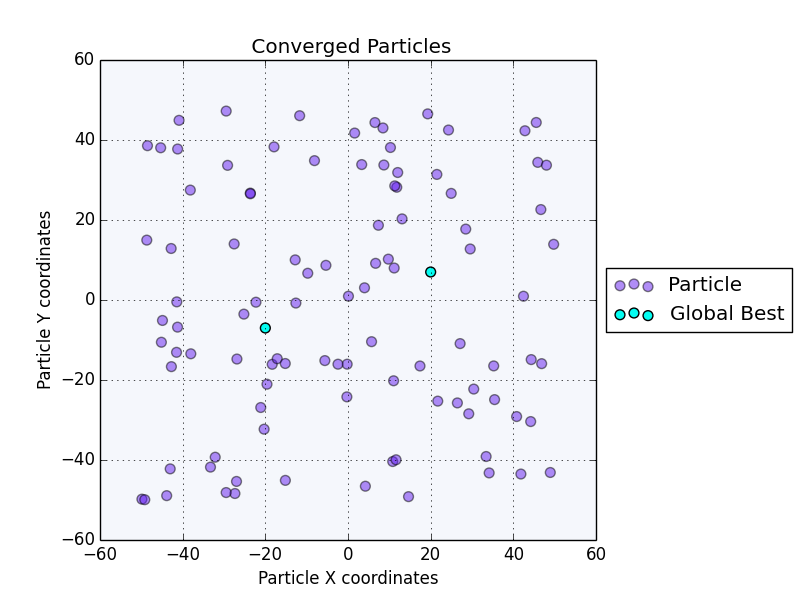 Converged Particles
60
40
20
0
−20
−40
−60
−60 −40 −20 0 20 40 60
Particle Y coordinates
Particle X coordinates
Particle
Global Best